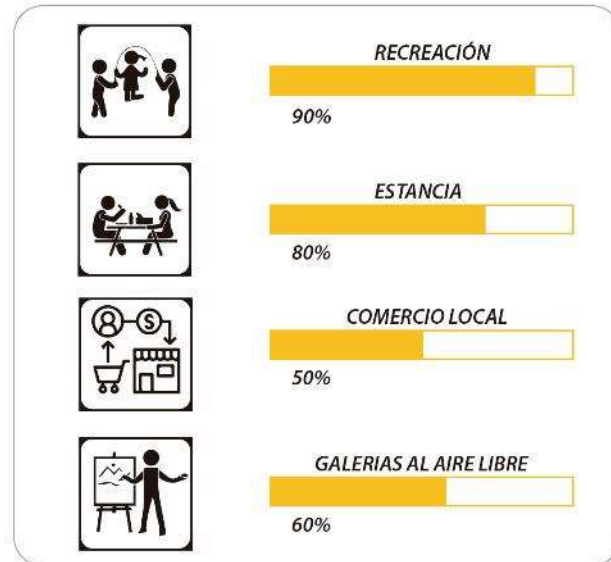 RECREACIÓN
90%
ESTANCIA
80%
S
COMERCIO LOCAL
50%
GALERIAS AL AIRE LIBRE
60%